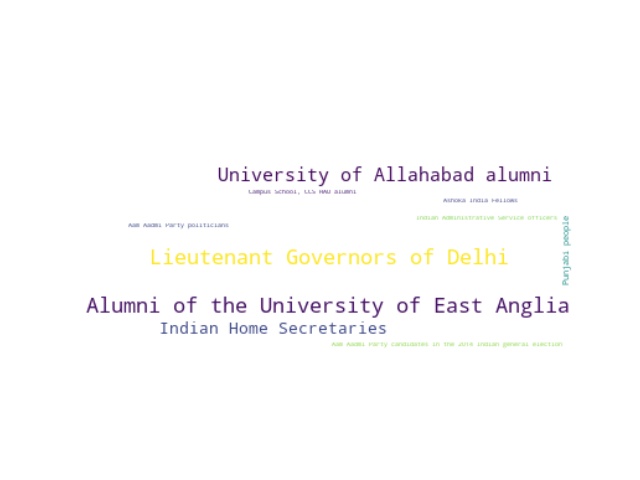 University of Allahabad alumni
Campus School, CCS HAU alumni
Ashoka India Fellows
Indian Administrative Service officers
Aam Aadmi Party politicians
Punjabi people
Lieutenant Governors of Delhi
Alumni of the University of East Anglia
Indian Home Secretaries
Aam Aadmi Party candidates in the 2014 Indian general election